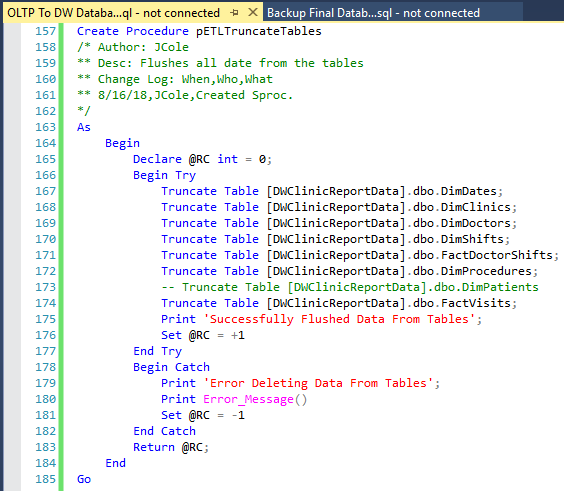 OLTP To DW Databa...ql - not connected Backup Final Datab...sql - not connected
157 Create Procedure pETLTruncateTables
158 /* Author: JCole
159 ** Desc: Flushes all date from the tables
160 ** Change Log: When,Who,What
161 ** 8/16/18,JCole,Created Sproc.
162 */
163 As
164 Begin
165 Declare @RC int = 0;
166 Begin Try
167 Truncate Table [DWClinicReportData].dbo.DimDates;
168 Truncate Table [DWClinicReportData].dbo.DimClinics;
169 Truncate Table [DWClinicReportData].dbo.DimDoctors;
170 Truncate Table [DWClinicReportData].dbo.DimShifts;
171 Truncate Table [DWClinicReportData].dbo.FactDoctorShifts;
172 Truncate Table [DWClinicReportData].dbo.DimProcedures;
173 -- Truncate Table [DWClinicReportData].dbo.DimPatients
174 Truncate Table [DWClinicReportData].dbo.FactVisits;
175 Print 'Successfully Flushed Data From Tables';
176 Set @RC = +1
177 End Try
178 Begin Catch
179 Print 'Error Deleting Data From Tables';
180 Print Error_Message()
181 Set @RC = -1
182 End Catch
183 Return @RC;
184 End
185 Go